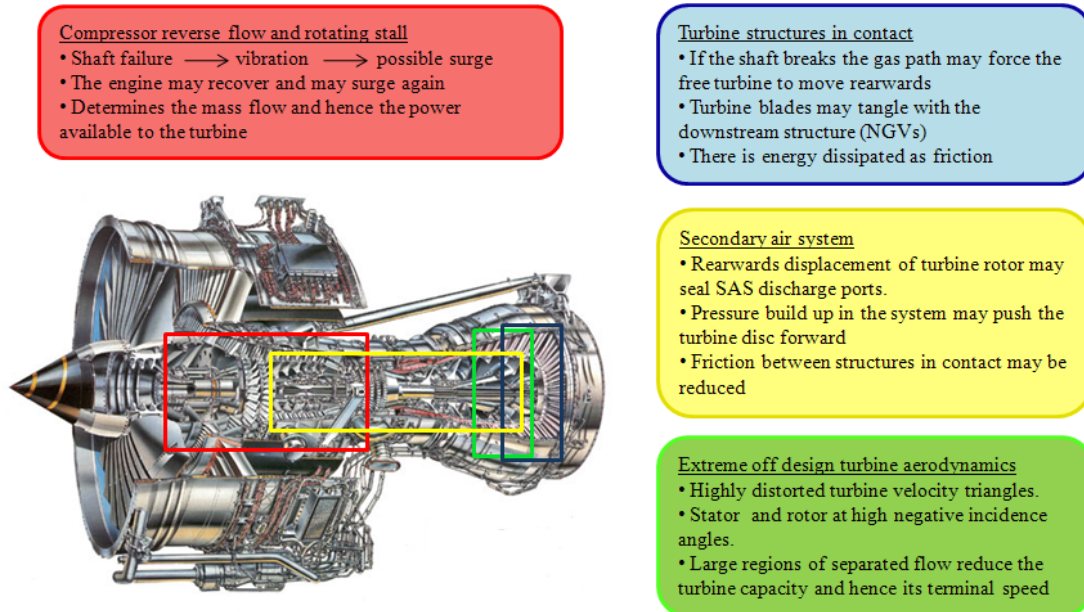 Compressor reverse flow and rotating stall
• Shaft failure ⟶ vibration ⟶ possible surge
• The engine may recover and may surge again
• Determines the mass flow and hence the power
available to the turbine
Turbine structures in contact
• If the shaft breaks the gas path may force the
free turbine to move rearwards
• Turbine blades may tangle with the
downstream structure (NGVs)
• There is energy dissipated as friction
Secondary air system
• Rearwards displacement of turbine rotor may
seal SAS discharge ports.
• Pressure build up in the system may push the
turbine disc forward
• Friction between structures in contact may be
reduced
Extreme off design turbine aerodynamics
• Highly distorted turbine velocity triangles.
• Stator and rotor at high negative incidence
angles.
• Large regions of separated flow reduce the
turbine capacity and hence its terminal speed